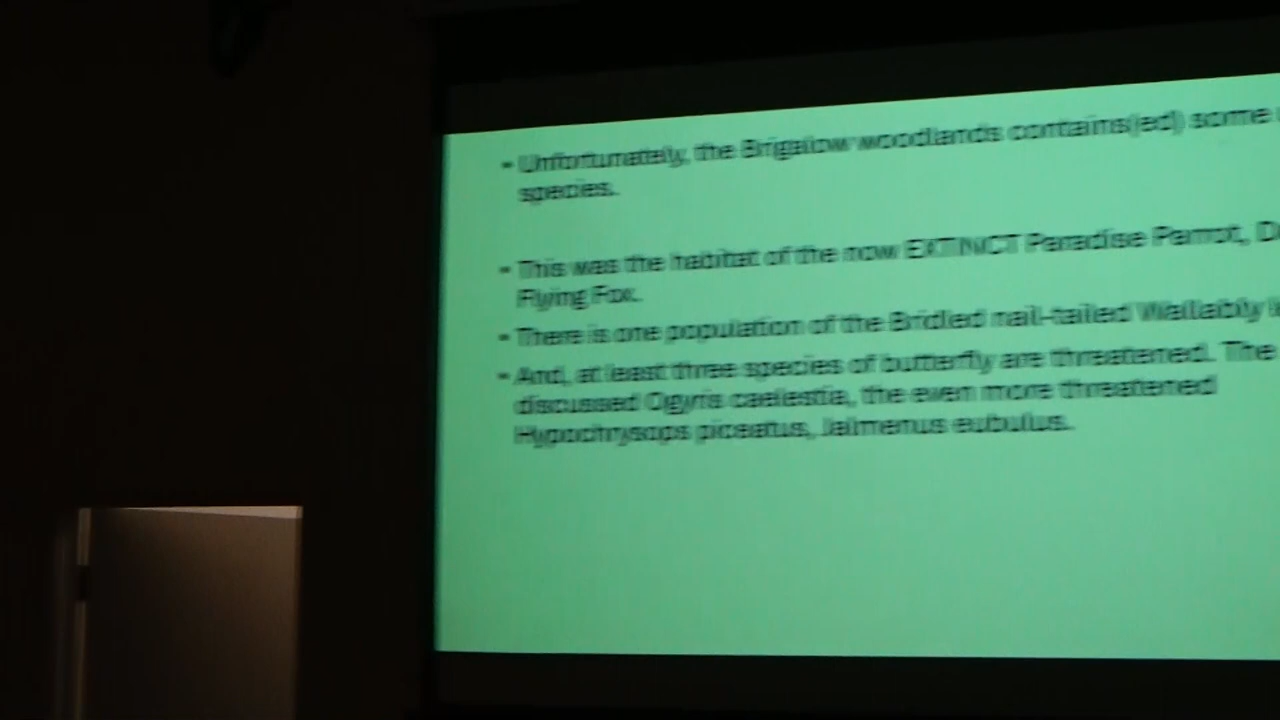 - Unfortunately, the Brigalow woodlands contains(ed) some
species.
- This was the habitat of the now EXTINCT Paradise Parrot,
Flying Fox.
- There is one population of the Bridled nail-tailed Wallably
- And, at least three species of butterfly are threatened. The
discussed Ogyris caelestia, the even more threatened
Hypochrysops piceatus, Jalmenus eubulus.